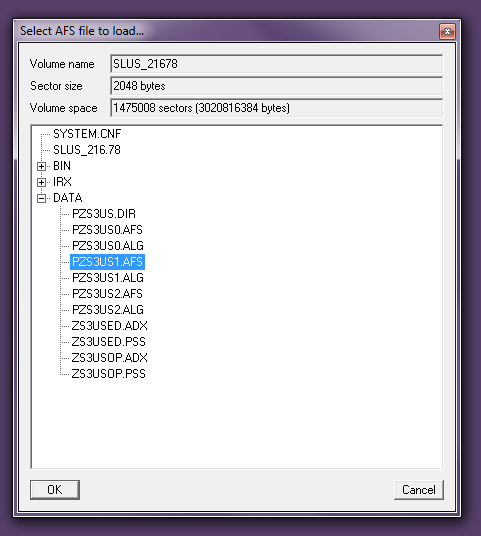 Select AFS file to load...
Volume name SLUS_21678
Sector size 2048 bytes
Volume space 1475008 sectors (3020816384 bytes)
SYSTEM.CNF
SLUS_216.78
BIN
IRX
DATA
PZS3US.DIR
PZS3US0.AFS
PZS3US0.ALG
PZS3US1.AFS
PZS3US1.ALG
PZS3US2.AFS
PZS3US2.ALG
ZS3USED.ADX
ZS3USED.PSS
ZS3USOP.ADX
ZS3USOP.PSS
OK Cancel